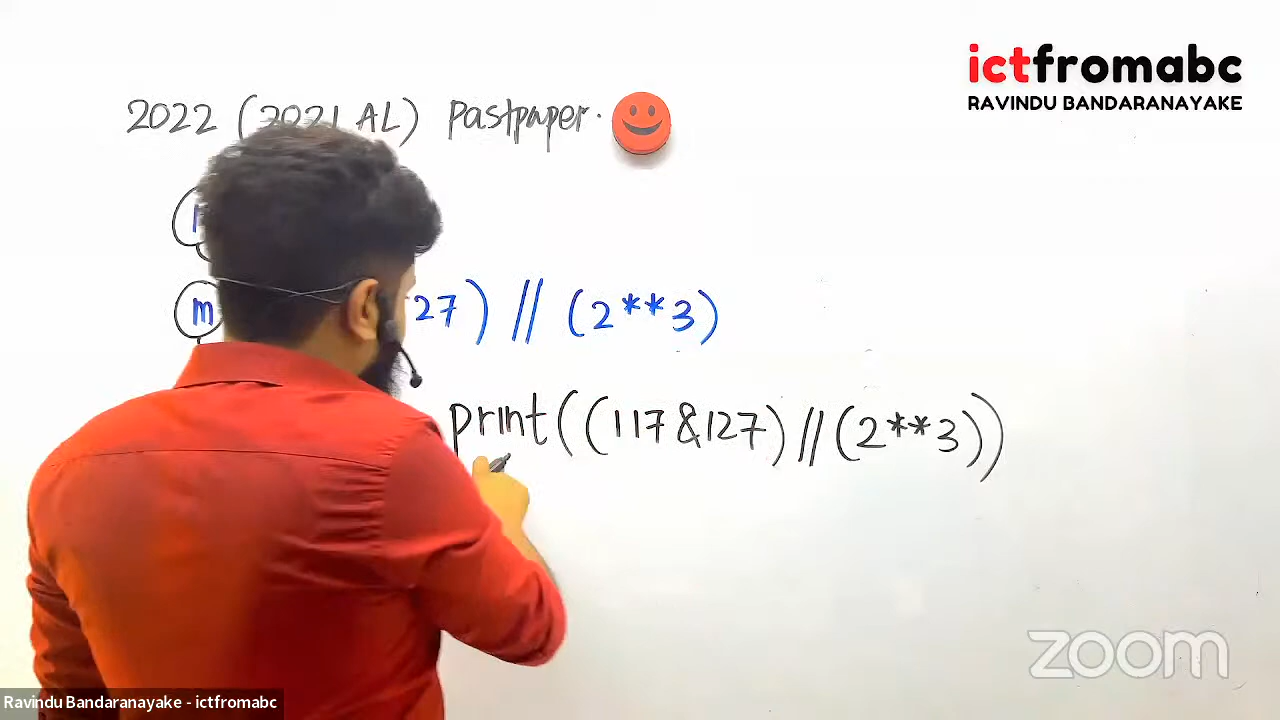 ictfromabc
RAVINDU BANDARANAYAKE
2022 (2021 AL) Pastpaper.
m 27) // (2**3)
print((117&127)//(2**3))
zoom
Ravindu Bandaranayake - ictfromabc